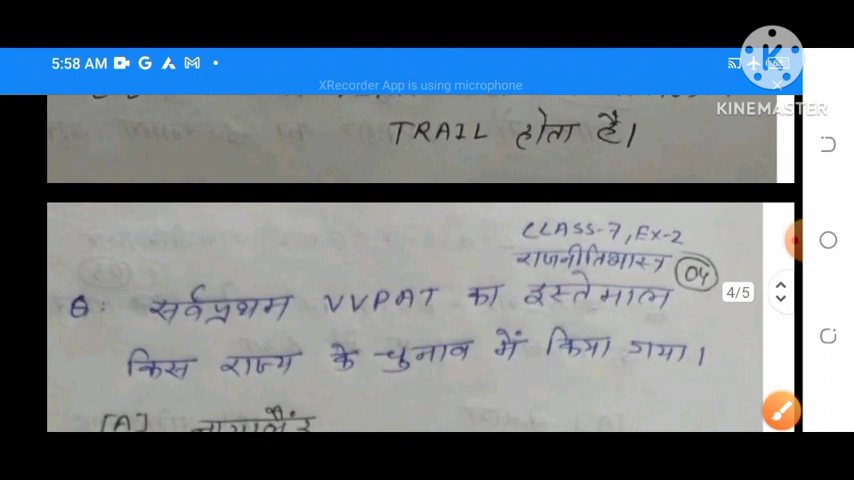 5:58 AM
XRecorder App is using microphone
KINEMASTER
TRAIL होता है।
CLASS-7, EX-2
राजनीतिशास्त्र
04
4/5
Q: सर्वप्रथम VVPAT का इस्तेमाल
किस राज्य के चुनाव में किया गया।
[A] नागालैंड